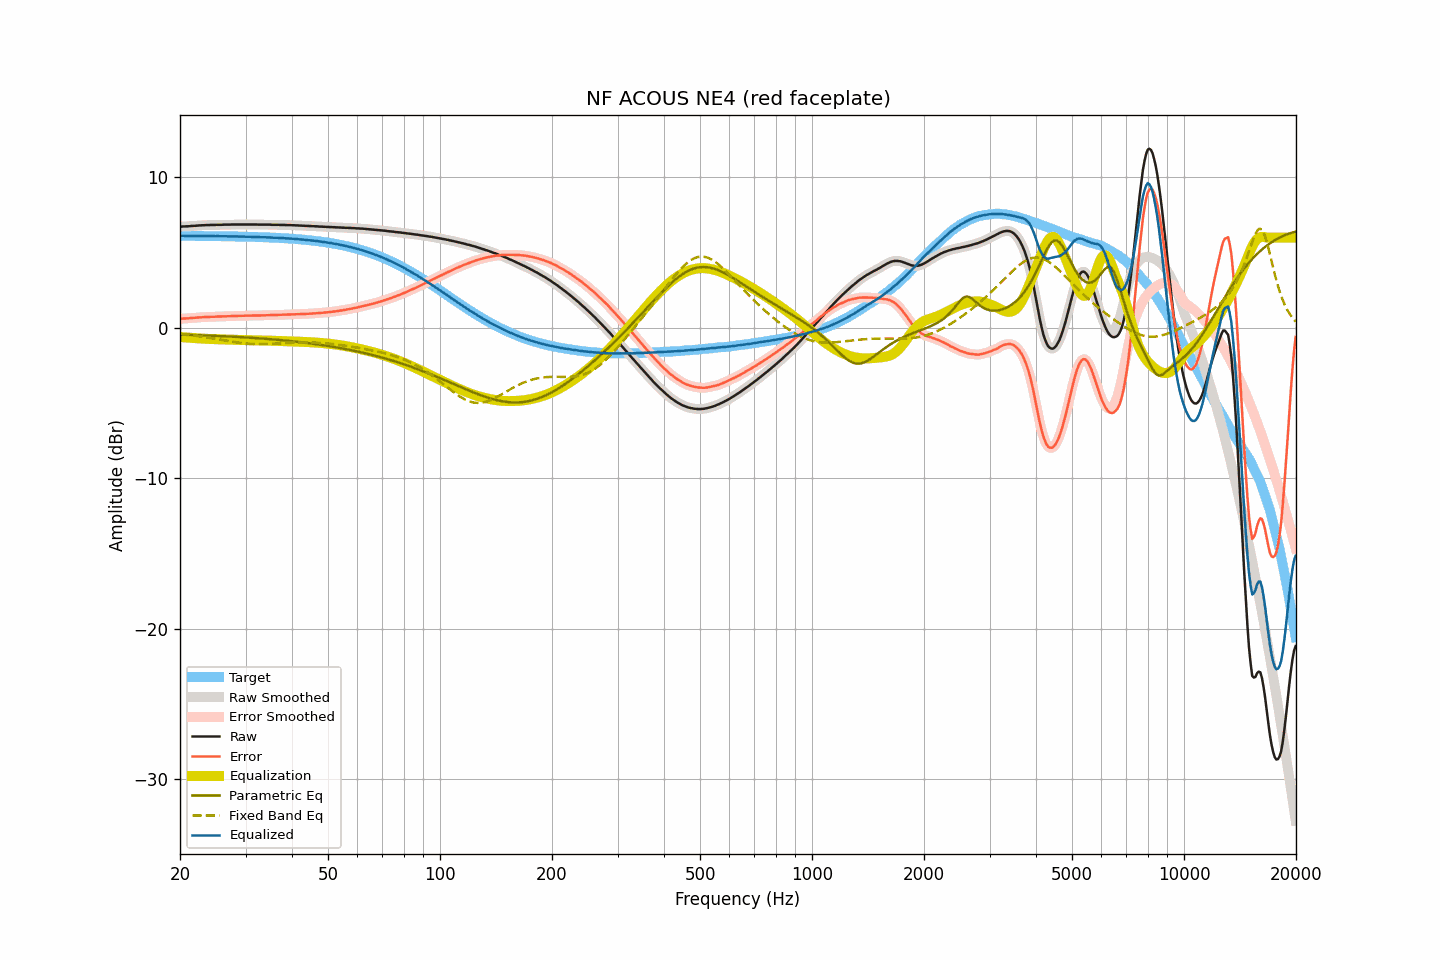 NF ACOUS NE4 (red faceplate)
Amplitude (dBr)
10
0
−10
−20
−30
Target
Raw Smoothed
Error Smoothed
Raw
Error
Equalization
Parametric Eq
Fixed Band Eq
Equalized
20 50 100 200 500 1000 2000 5000 10000 20000
Frequency (Hz)